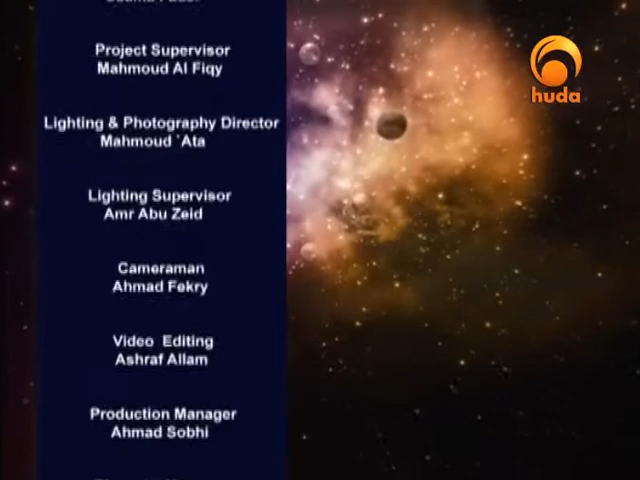 Project Supervisor
Mahmoud Al Fiqy
Lighting & Photography Director
Mahmoud `Ata
Lighting Supervisor
Amr Abu Zeid
Cameraman
Ahmad Fekry
Video Editing
Ashraf Allam
Production Manager
Ahmad Sobhi
huda